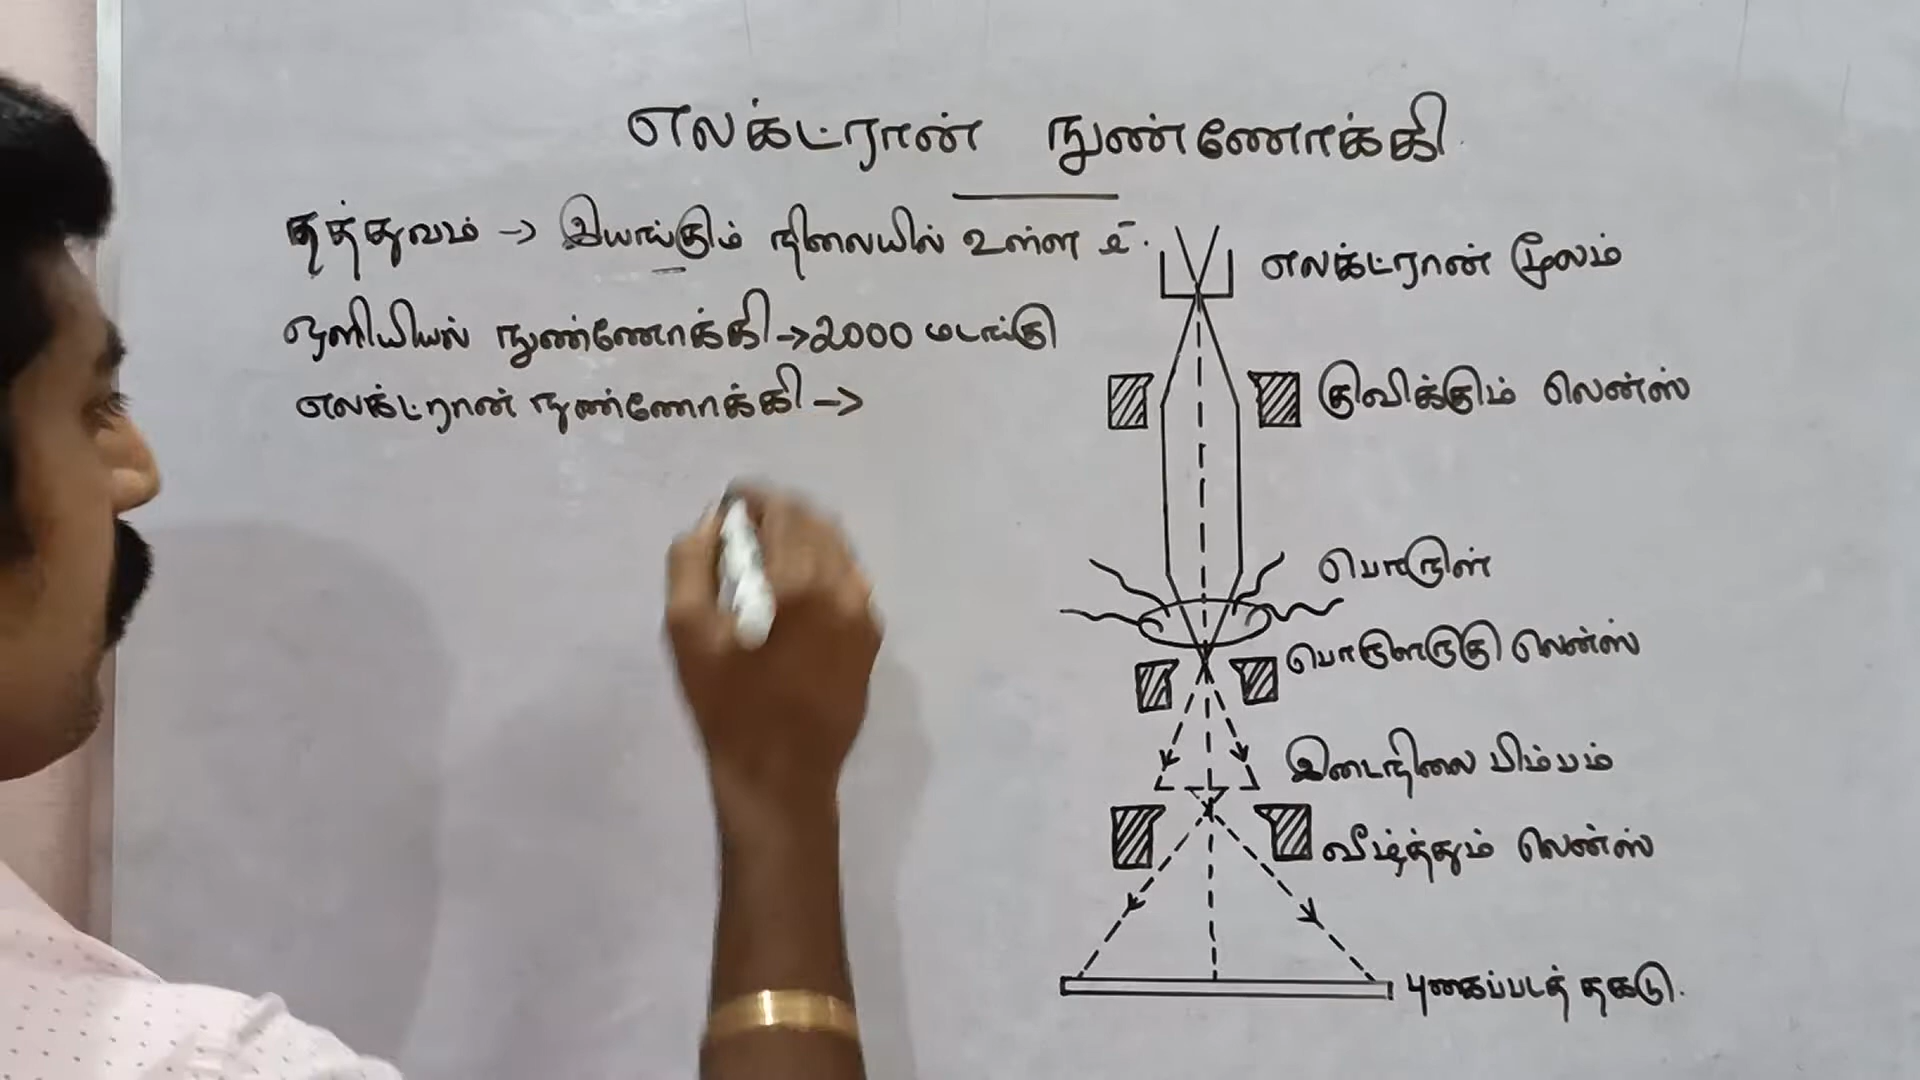 எலக்ட்ரான் நுண்ணோக்கி
தத்துவம் → இயங்கும் நிலையில் உள்ள e⁻.
ஒளியியல் நுண்ணோக்கி → 2000 மடங்கு
எலக்ட்ரான் நுண்ணோக்கி →
எலக்ட்ரான் மூலம்
குவிக்கும் லென்ஸ்
பொருள்
பொருளருகு லென்ஸ்
இடைநிலை பிம்பம்
வீழ்த்தும் லென்ஸ்
புகைப்படத் தகடு.